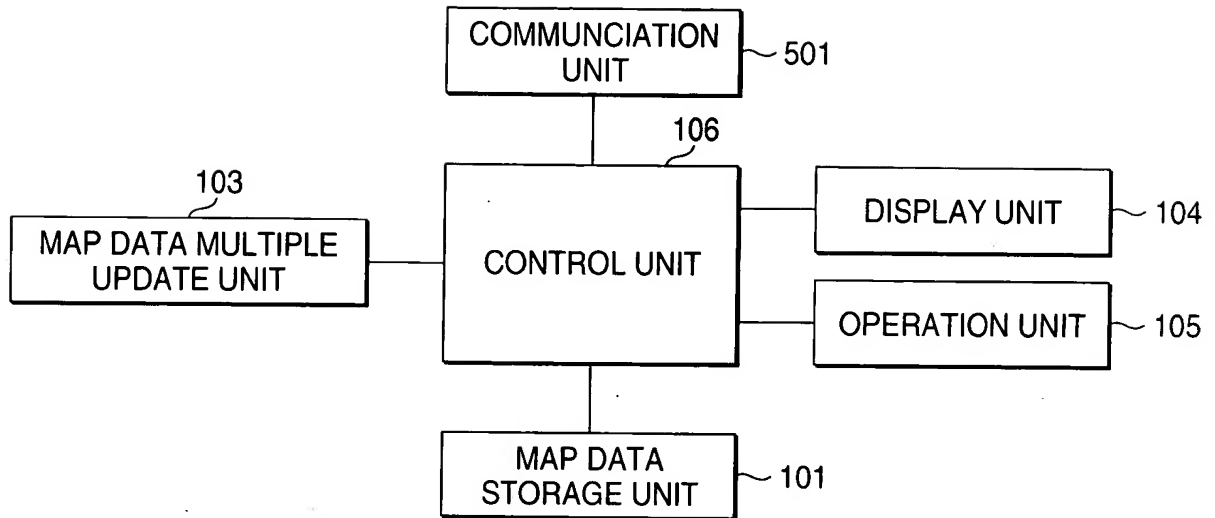 COMMUNCIATION
UNIT
501
106
103
MAP DATA MULTIPLE
UPDATE UNIT
CONTROL UNIT
DISPLAY UNIT
104
OPERATION UNIT
105
MAP DATA
STORAGE UNIT
101